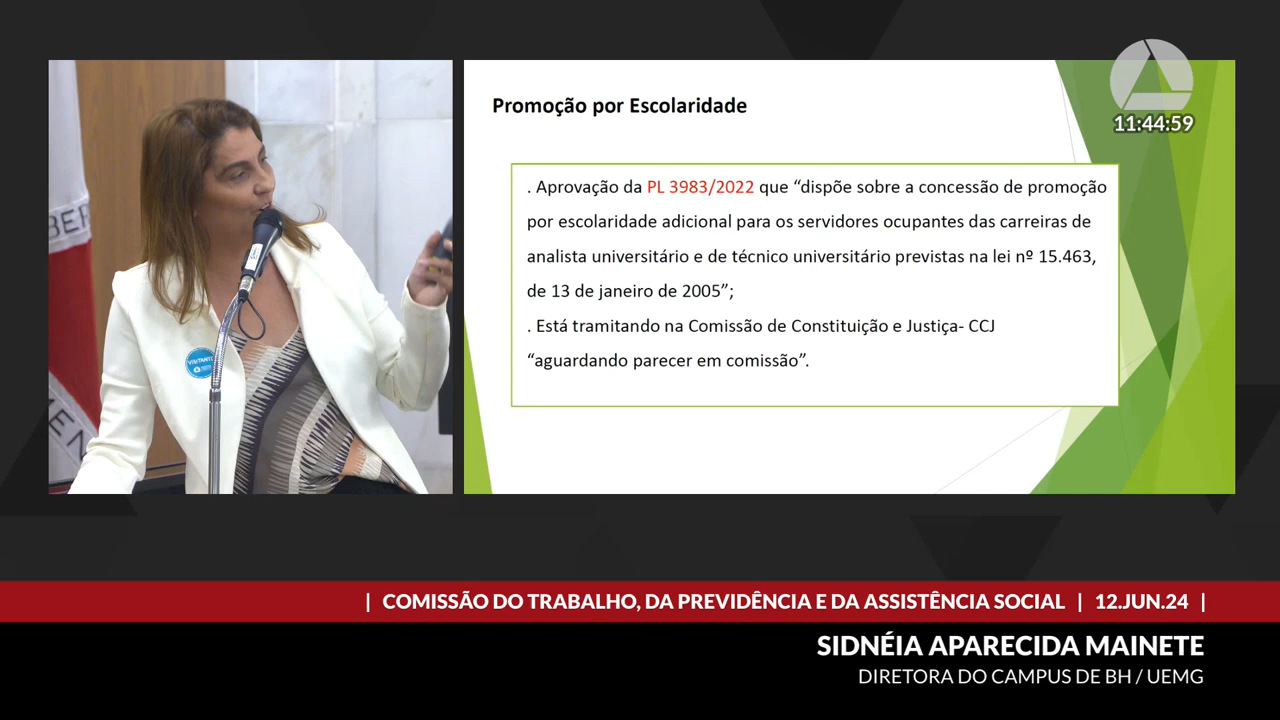 11:44:59
Promoção por Escolaridade
. Aprovação da PL 3983/2022 que “dispõe sobre a concessão de promoção
por escolaridade adicional para os servidores ocupantes das carreiras de
analista universitário e de técnico universitário previstas na lei nº 15.463,
de 13 de janeiro de 2005”;
. Está tramitando na Comissão de Constituição e Justiça- CCJ
“aguardando parecer em comissão”.
BER
MEN
VISITANTE
| COMISSÃO DO TRABALHO, DA PREVIDÊNCIA E DA ASSISTÊNCIA SOCIAL | 12.JUN.24 |
SIDNÉIA APARECIDA MAINETE
DIRETORA DO CAMPUS DE BH / UEMG